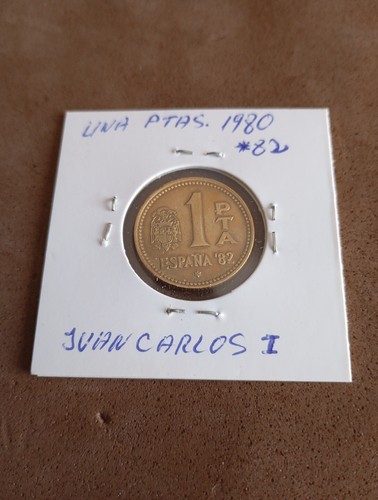 UNA PTAS. 1980
*82
1 PTA
ESPAÑA '82
JUAN CARLOS I